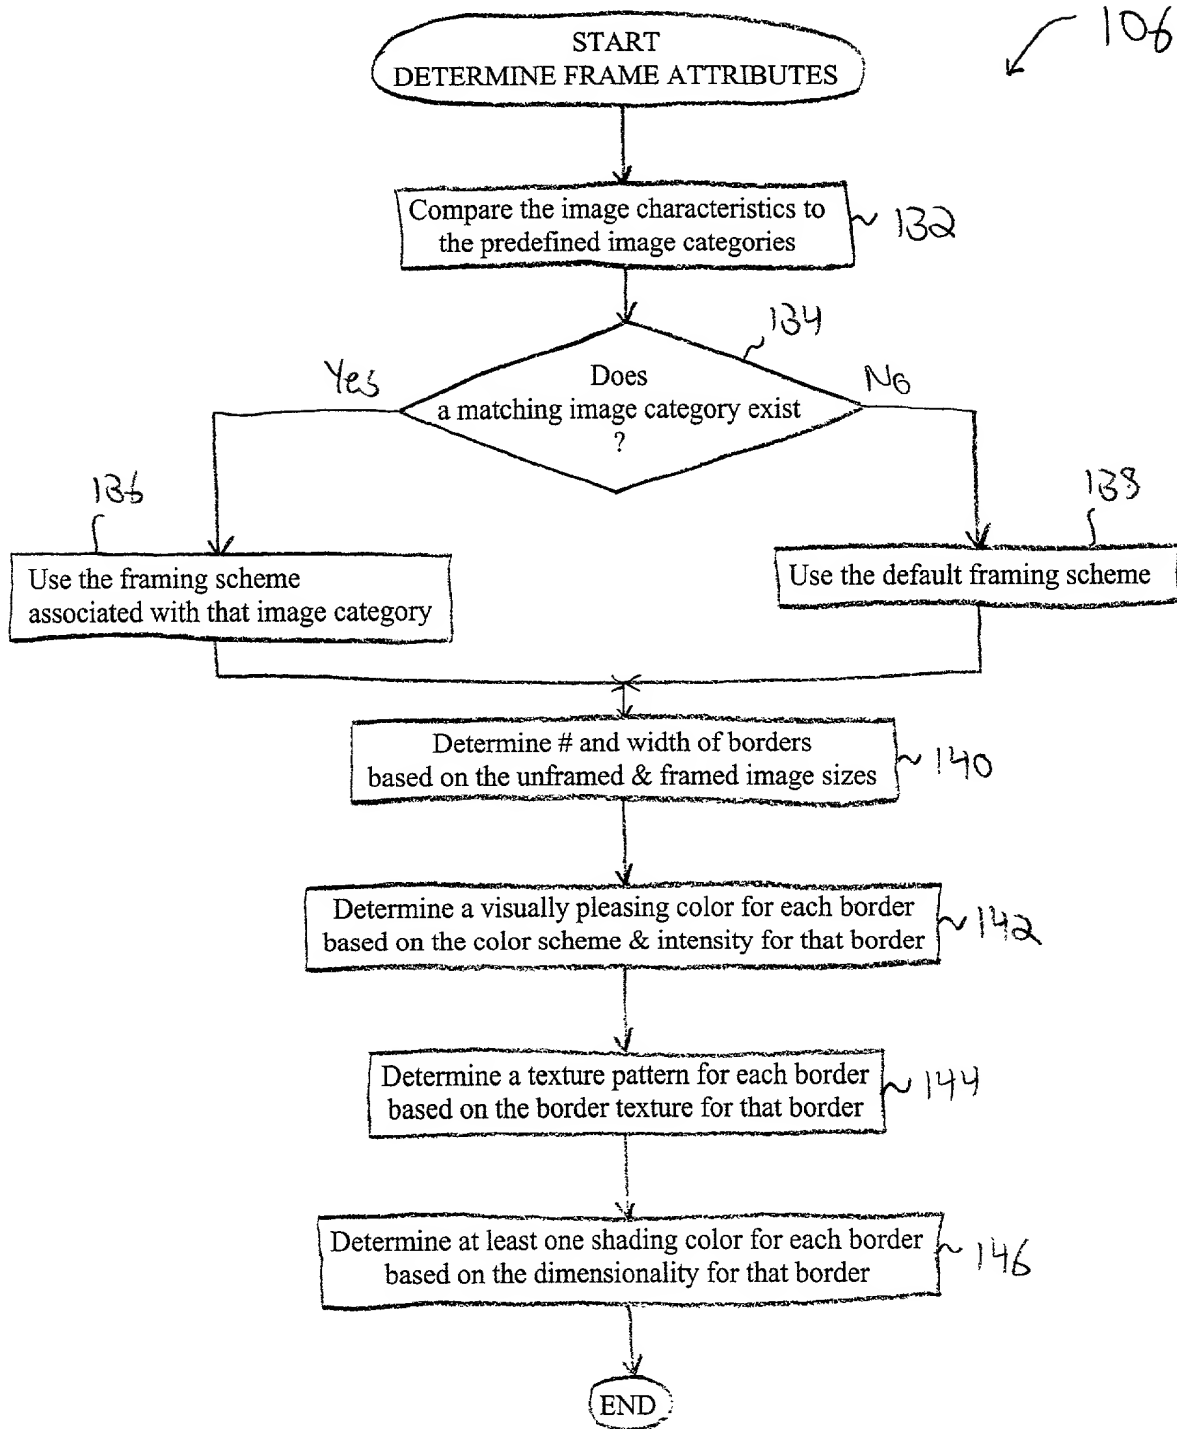 106
START
DETERMINE FRAME ATTRIBUTES
Compare the image characteristics to
the predefined image categories
132
134
Yes
No
Does
a matching image category exist
?
136
138
Use the framing scheme
associated with that image category
Use the default framing scheme
Determine # and width of borders
based on the unframed & framed image sizes
140
Determine a visually pleasing color for each border
based on the color scheme & intensity for that border
142
Determine a texture pattern for each border
based on the border texture for that border
144
Determine at least one shading color for each border
based on the dimensionality for that border
146
END